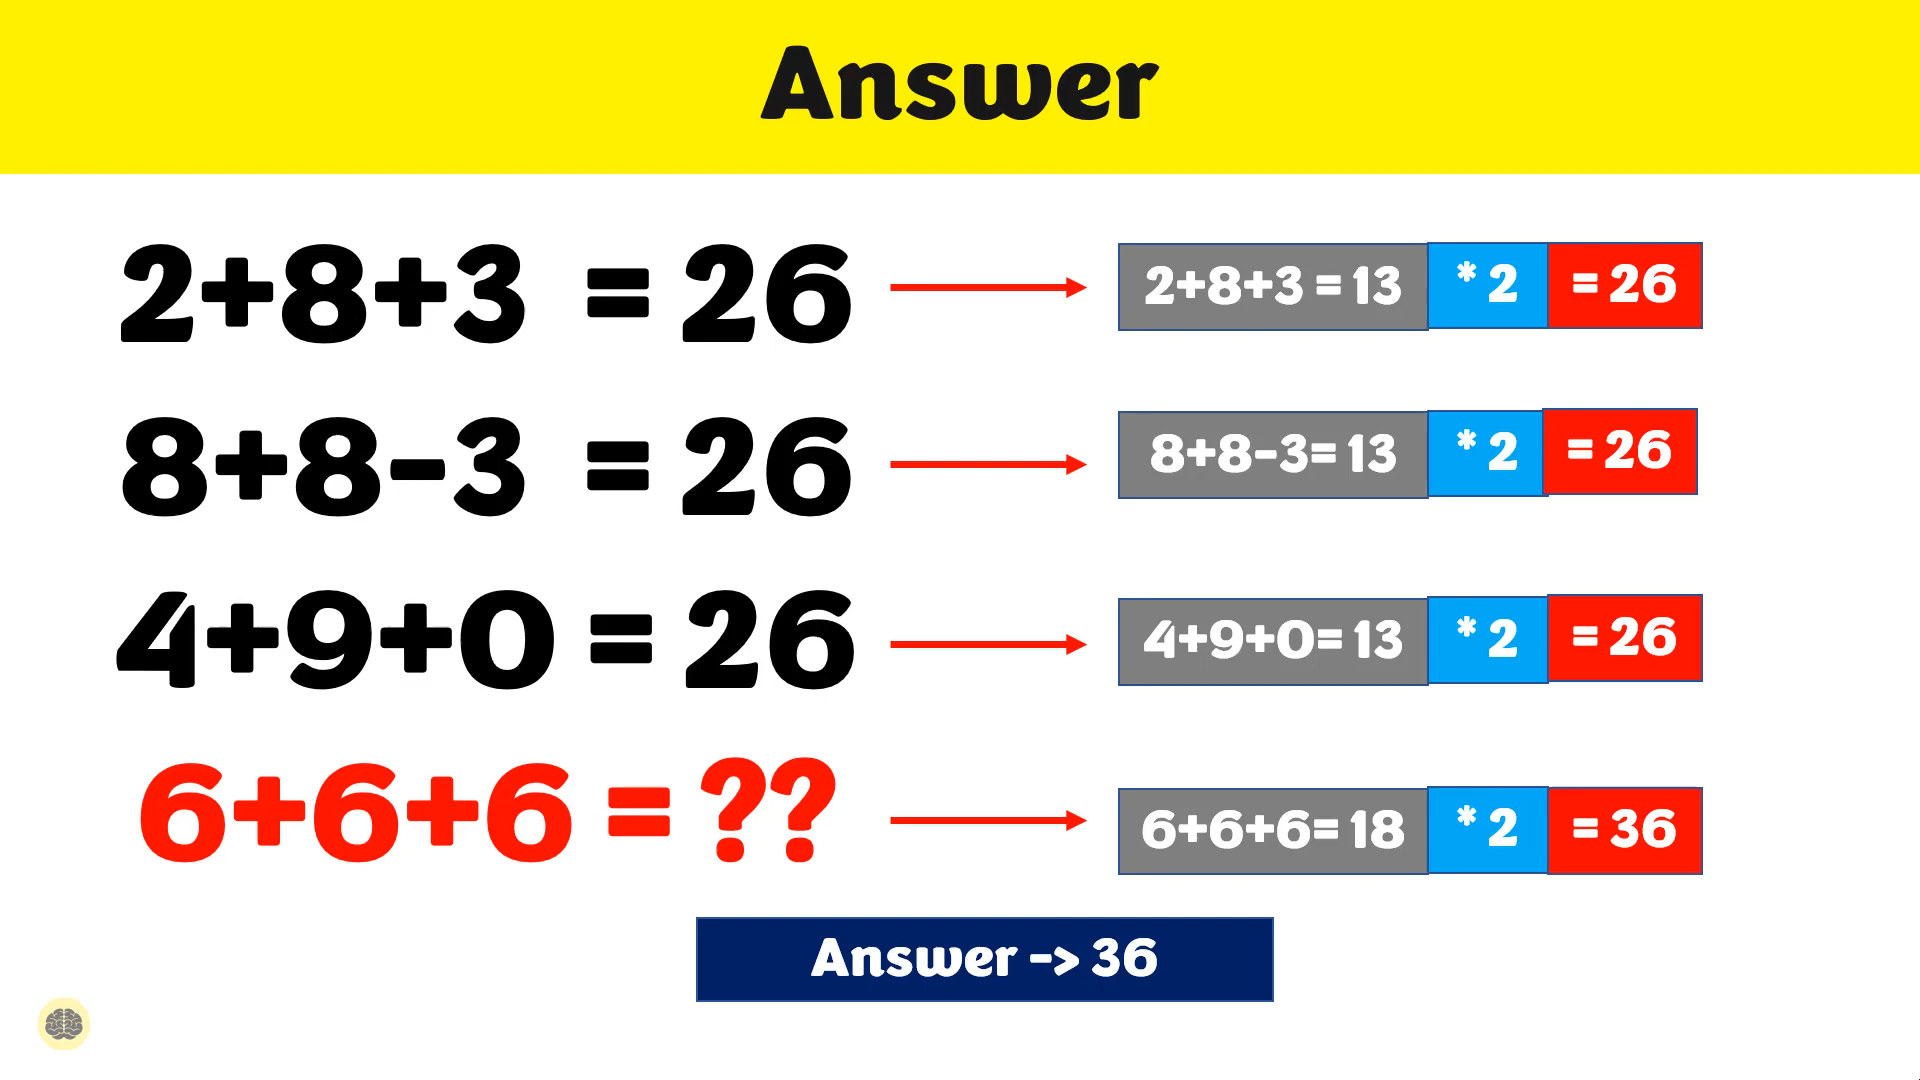 Answer
2+8+3 = 26
2+8+3 = 13 * 2 = 26
8+8-3 = 26
8+8-3= 13 * 2 = 26
4+9+0 = 26
4+9+0= 13 * 2 = 26
6+6+6 = ??
6+6+6= 18 * 2 = 36
Answer -> 36